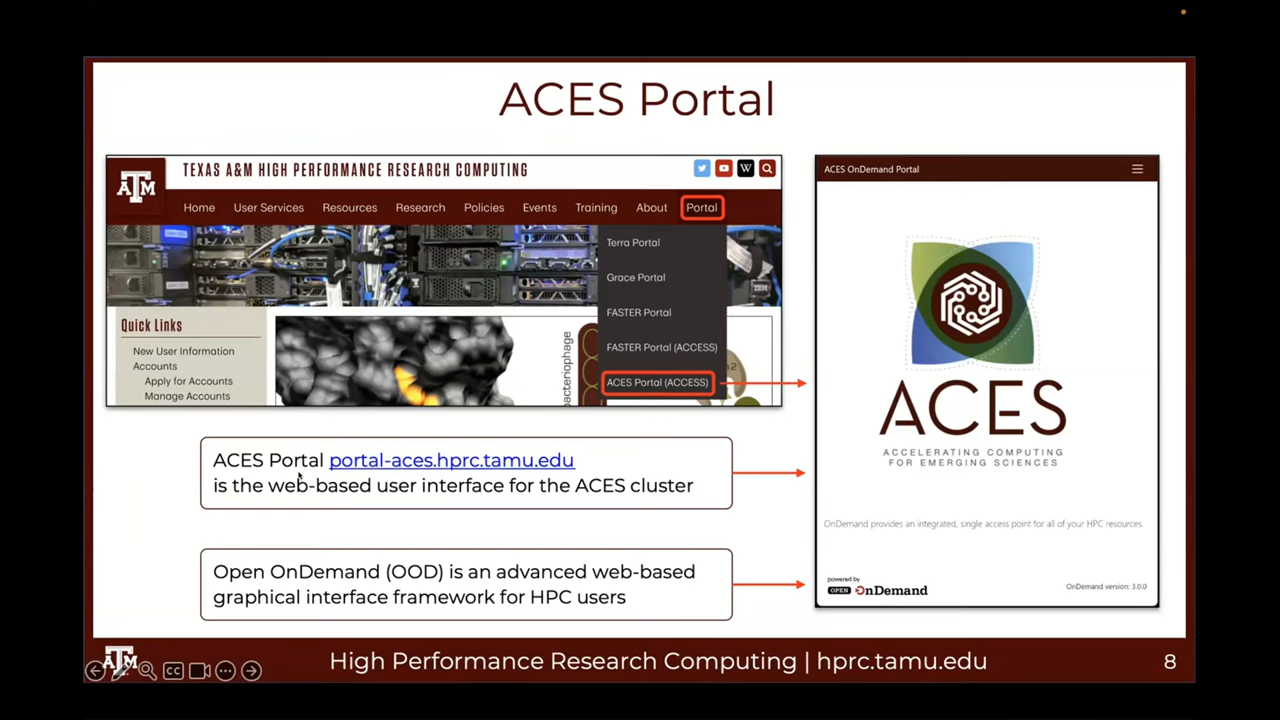 ACES Portal
TEXAS A&M HIGH PERFORMANCE RESEARCH COMPUTING
W
ATM
Home User Services Resources Research Policies Events Training About Portal
Terra Portal
Grace Portal
FASTER Portal
FASTER Portal (ACCESS)
ACES Portal (ACCESS)
IBM
Quick Links
New User Information
Accounts
Apply for Accounts
Manage Accounts
bacteriophage
ACES OnDemand Portal
ACES
ACCELERATING COMPUTING
FOR EMERGING SCIENCES
OnDemand provides an integrated, single access point for all of your HPC resources.
powered by
OPEN OnDemand
OnDemand version: 3.0.0
ACES Portal portal-aces.hprc.tamu.edu
is the web-based user interface for the ACES cluster
Open OnDemand (OOD) is an advanced web-based
graphical interface framework for HPC users
ATM
CC
High Performance Research Computing | hprc.tamu.edu
8